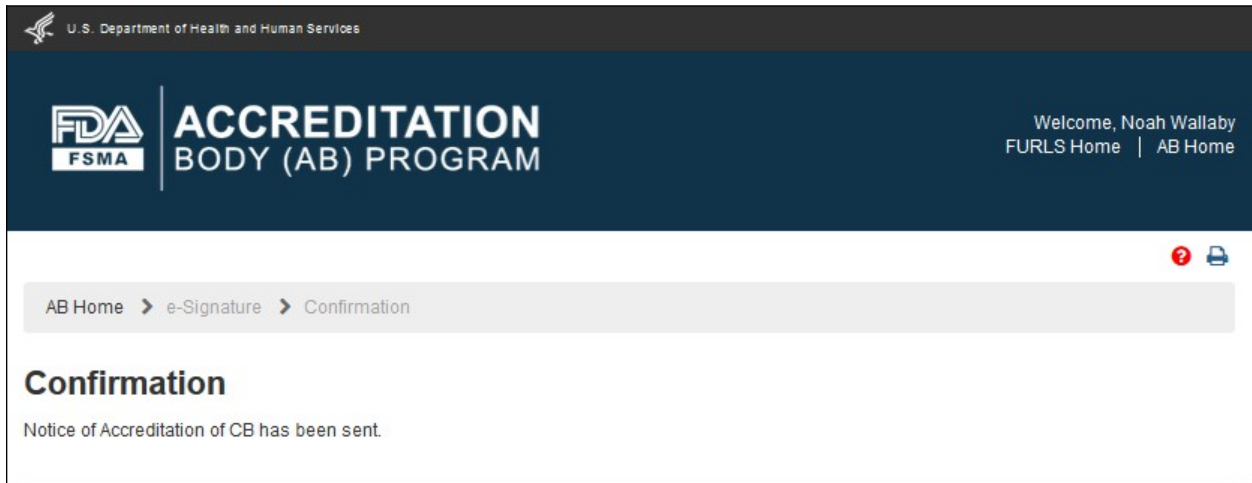 U.S. Department of Health and Human Services
FDA
FSMA
ACCREDITATION
BODY (AB) PROGRAM
Welcome, Noah Wallaby
FURLS Home | AB Home
?
AB Home > e-Signature > Confirmation
Confirmation
Notice of Accreditation of CB has been sent.